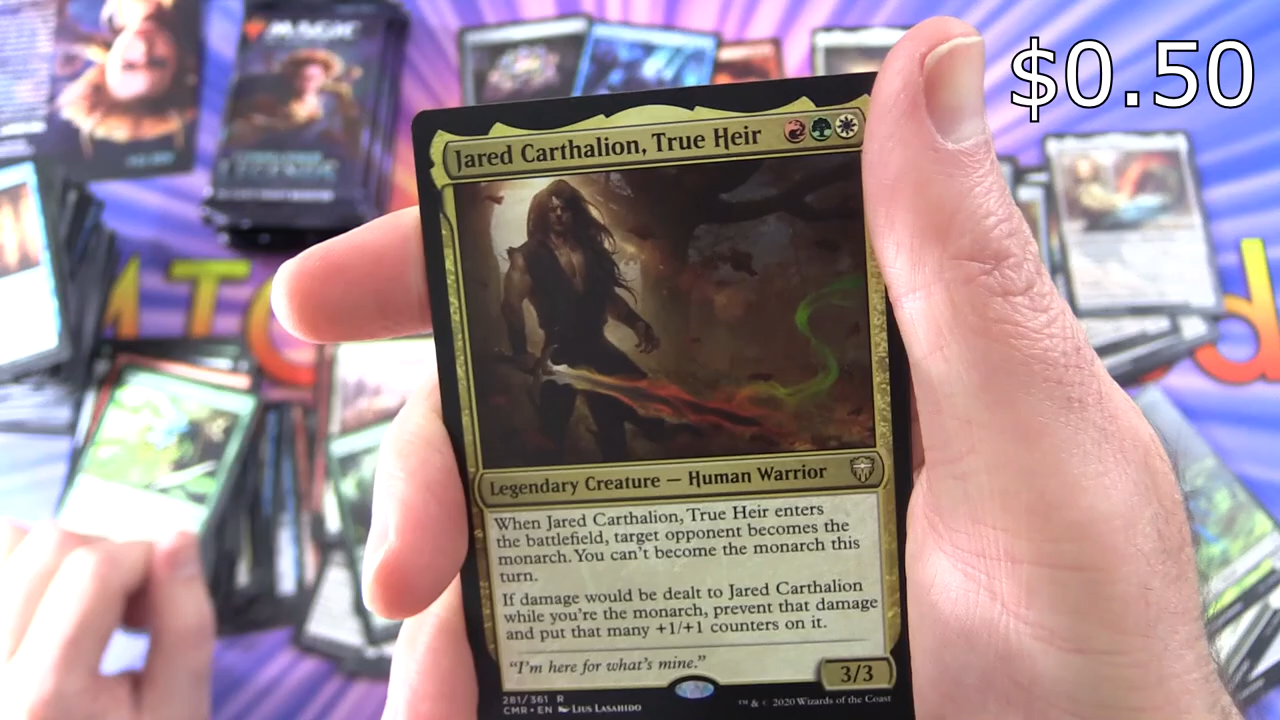 $0.50
MAGIC
Jared Carthalion, True Heir
Legendary Creature — Human Warrior
When Jared Carthalion, True Heir enters
the battlefield, target opponent becomes the
monarch. You can't become the monarch this
turn.
If damage would be dealt to Jared Carthalion
while you're the monarch, prevent that damage
and put that many +1/+1 counters on it.
"I'm here for what's mine."
3/3
281/361 R
CMR • EN Lius Lasahido
™ & © 2020 Wizards of the Coast